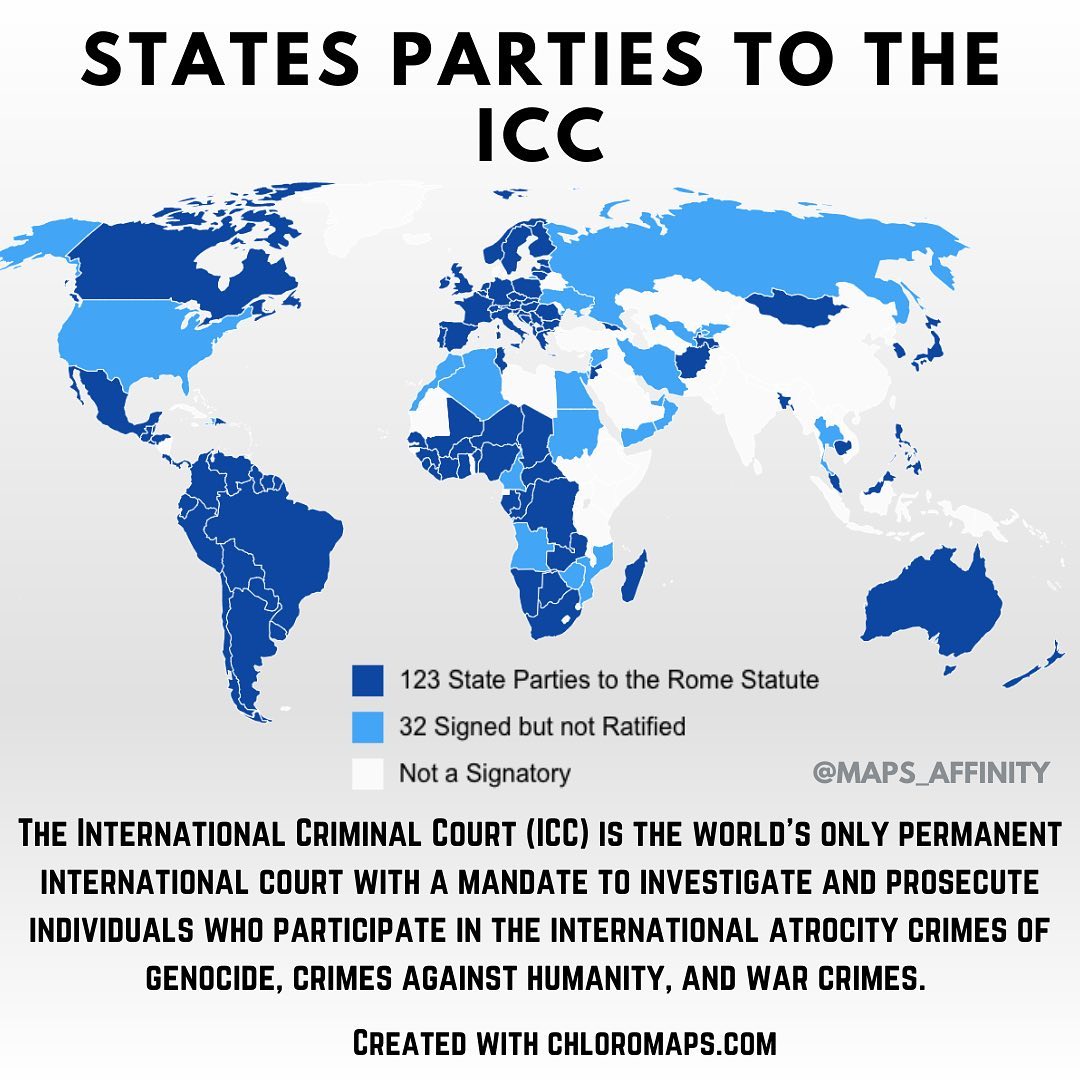 STATES PARTIES TO THE
ICC
123 State Parties to the Rome Statute
32 Signed but not Ratified
Not a Signatory
@MAPS_AFFINITY
The International Criminal Court (ICC) is the world's only permanent
international court with a mandate to investigate and prosecute
individuals who participate in the international atrocity crimes of
genocide, crimes against humanity, and war crimes.
Created with chloromaps.com